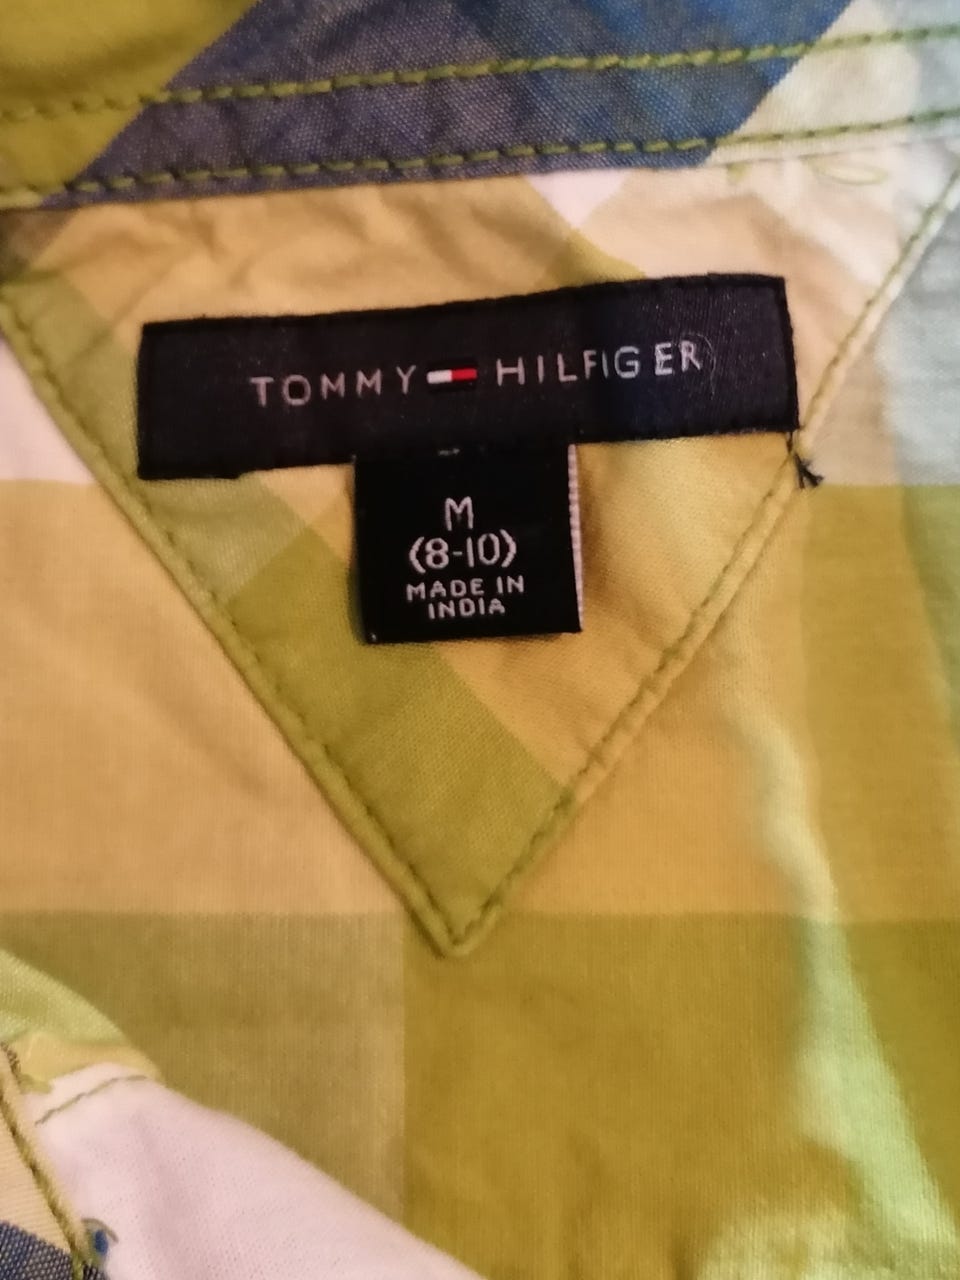 TOMMY HILFIGER
M
(8-10)
MADE IN
INDIA